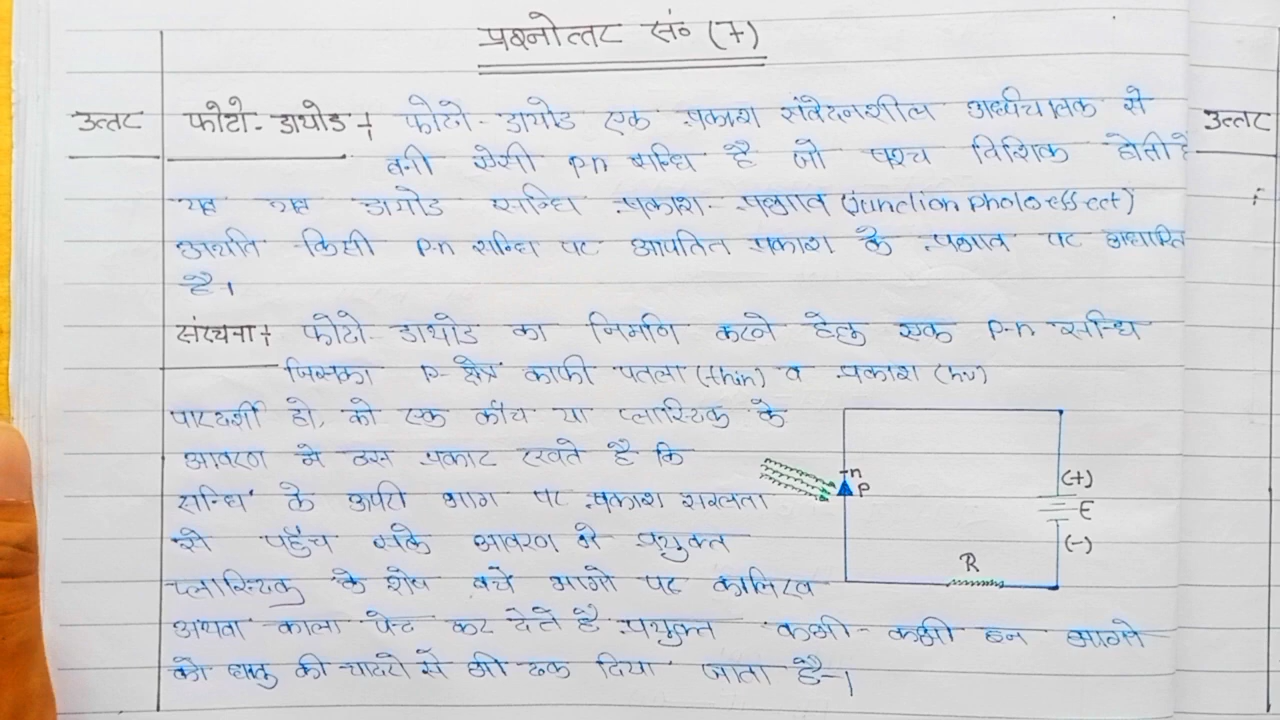 प्रश्नोत्तर सं० (7)
उत्तर फोटो-डायोड ÷ फोटो-डायोड एक प्रकाश संवेदनशील अर्धचालक से उत्तर
बनी ऐसी pn सन्धि है जो पश्च विशिक होती है
यह यह डायोड सन्धि प्रकाश-प्रभाव (Junction photo effect)
अर्थात किसी p-n सन्धि पर आपतित प्रकाश के प्रभाव पर आधारित
है।
संरचना ÷ फोटो-डायोड का निर्माण करने हेतु एक p-n सन्धि
जिसका p-क्षेत्र काफी पतला (thin) व प्रकाश (hν)
पारदर्शी हो, को एक काँच या प्लास्टिक के
आवरण मे इस प्रकार रखते है कि
सन्धि के ऊपरी भाग पर प्रकाश सरलता
से पहुँच सके आवरण मे प्रयुक्त
प्लास्टिक के शेष बचे भागो पर कालिख
अथवा काला पेन्ट कर देते है प्रयुक्त कभी-कभी इन भागो
को धातु की चादरो से भी ढक दिया जाता है-।
n
P
(+)
E
(-)
R